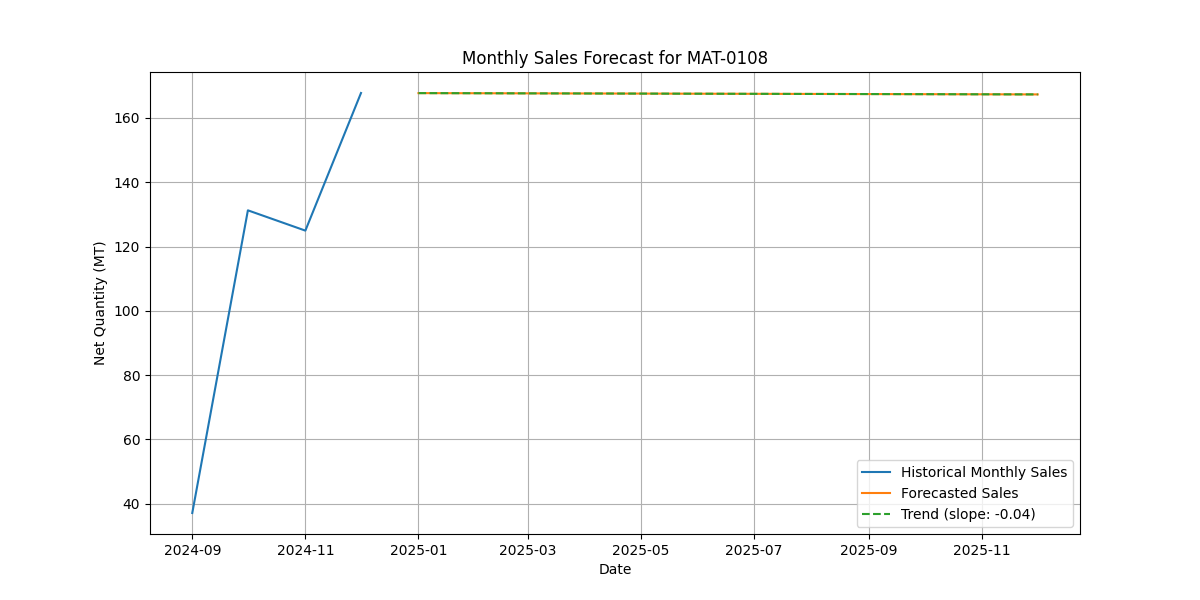 Monthly Sales Forecast for MAT-0108
Net Quantity (MT)
160
140
120
100
80
60
40
Historical Monthly Sales
Forecasted Sales
Trend (slope: -0.04)
2024-09 2024-11 2025-01 2025-03 2025-05 2025-07 2025-09 2025-11
Date